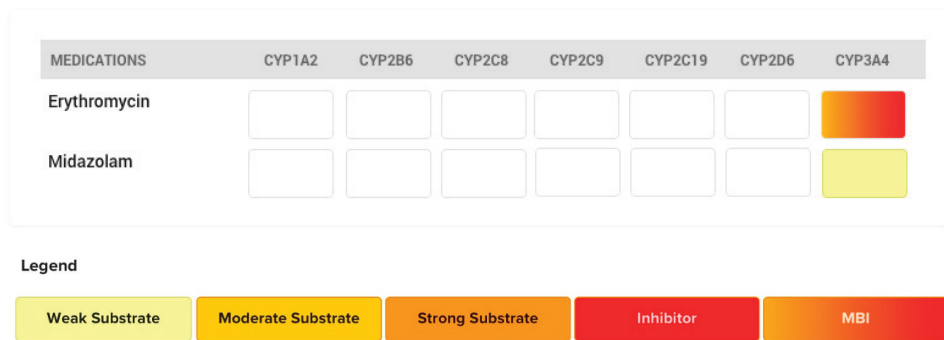 MEDICATIONS CYP1A2 CYP2B6 CYP2C8 CYP2C9 CYP2C19 CYP2D6 CYP3A4
Erythromycin
Midazolam
Legend
Weak Substrate Moderate Substrate Strong Substrate Inhibitor MBI